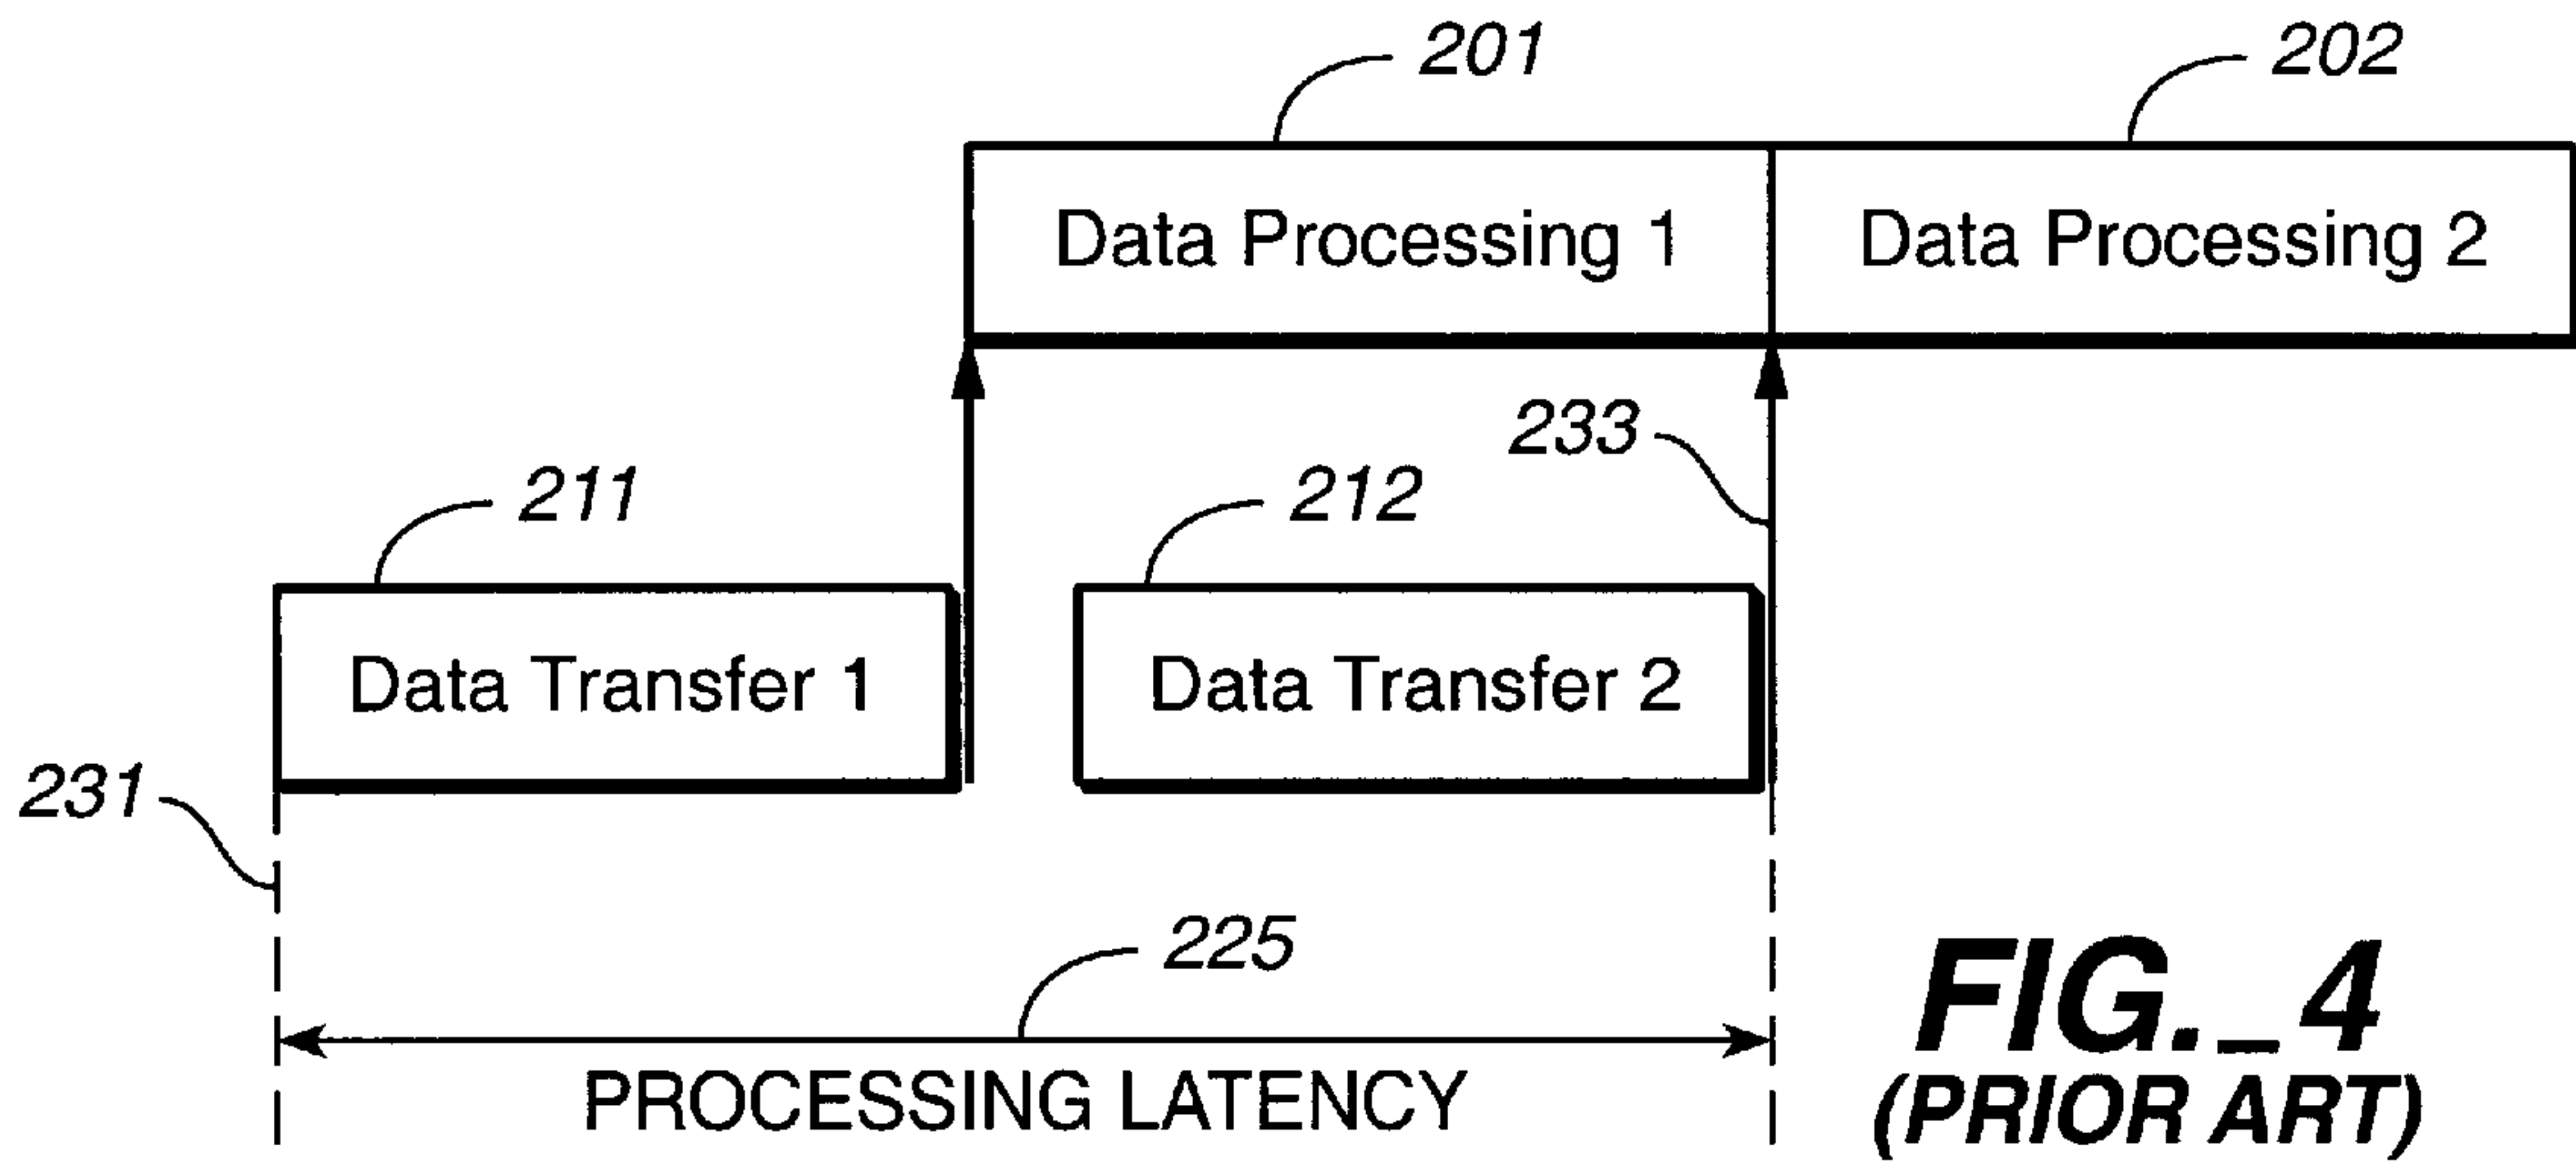 201
202
Data Processing 1
Data Processing 2
233
211
212
Data Transfer 1
Data Transfer 2
231
225
PROCESSING LATENCY
FIG._4
(PRIOR ART)